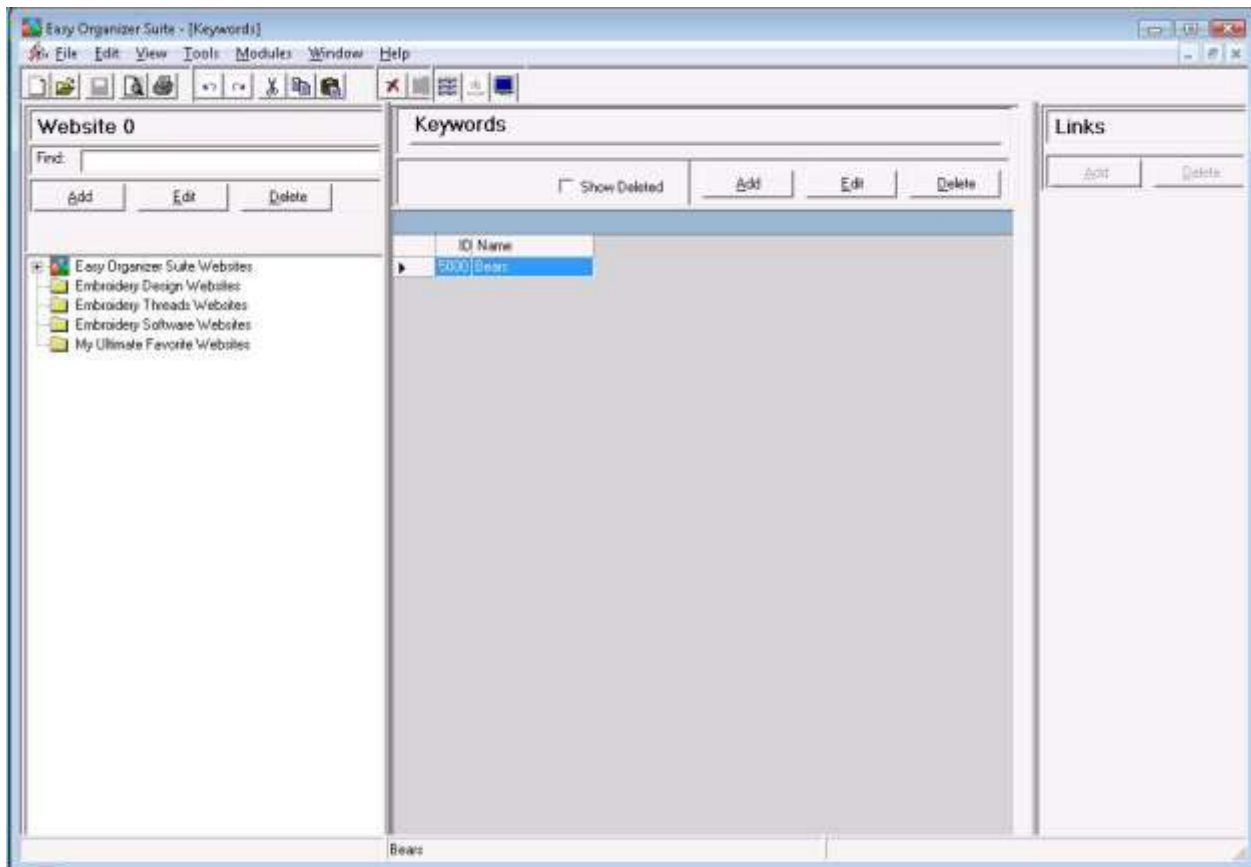 Easy Organizer Suite - [Keywords]
File Edit View Tools Modules Window Help
Website 0
Find:
Add Edit Delete
Easy Organizer Suite Websites
Embroidery Design Websites
Embroidery Threads Websites
Embroidery Software Websites
My Ultimate Favorite Websites
Keywords
Show Deleted Add Edit Delete
ID Name
5000 Bears
Links
Add Delete
Bears